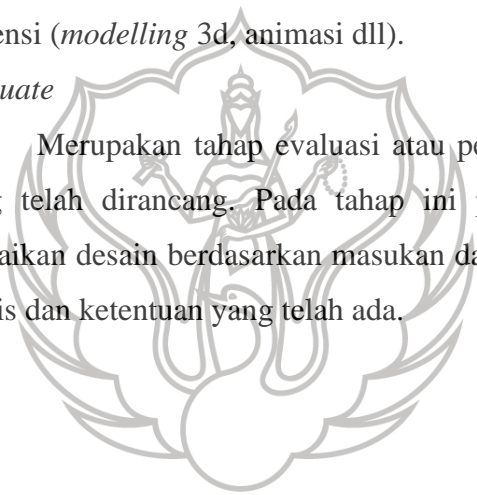 ensi (modelling 3d, animasi dll).
uate
Merupakan tahap evaluasi atau pe
telah dirancang. Pada tahap ini
aikan desain berdasarkan masukan da
is dan ketentuan yang telah ada.